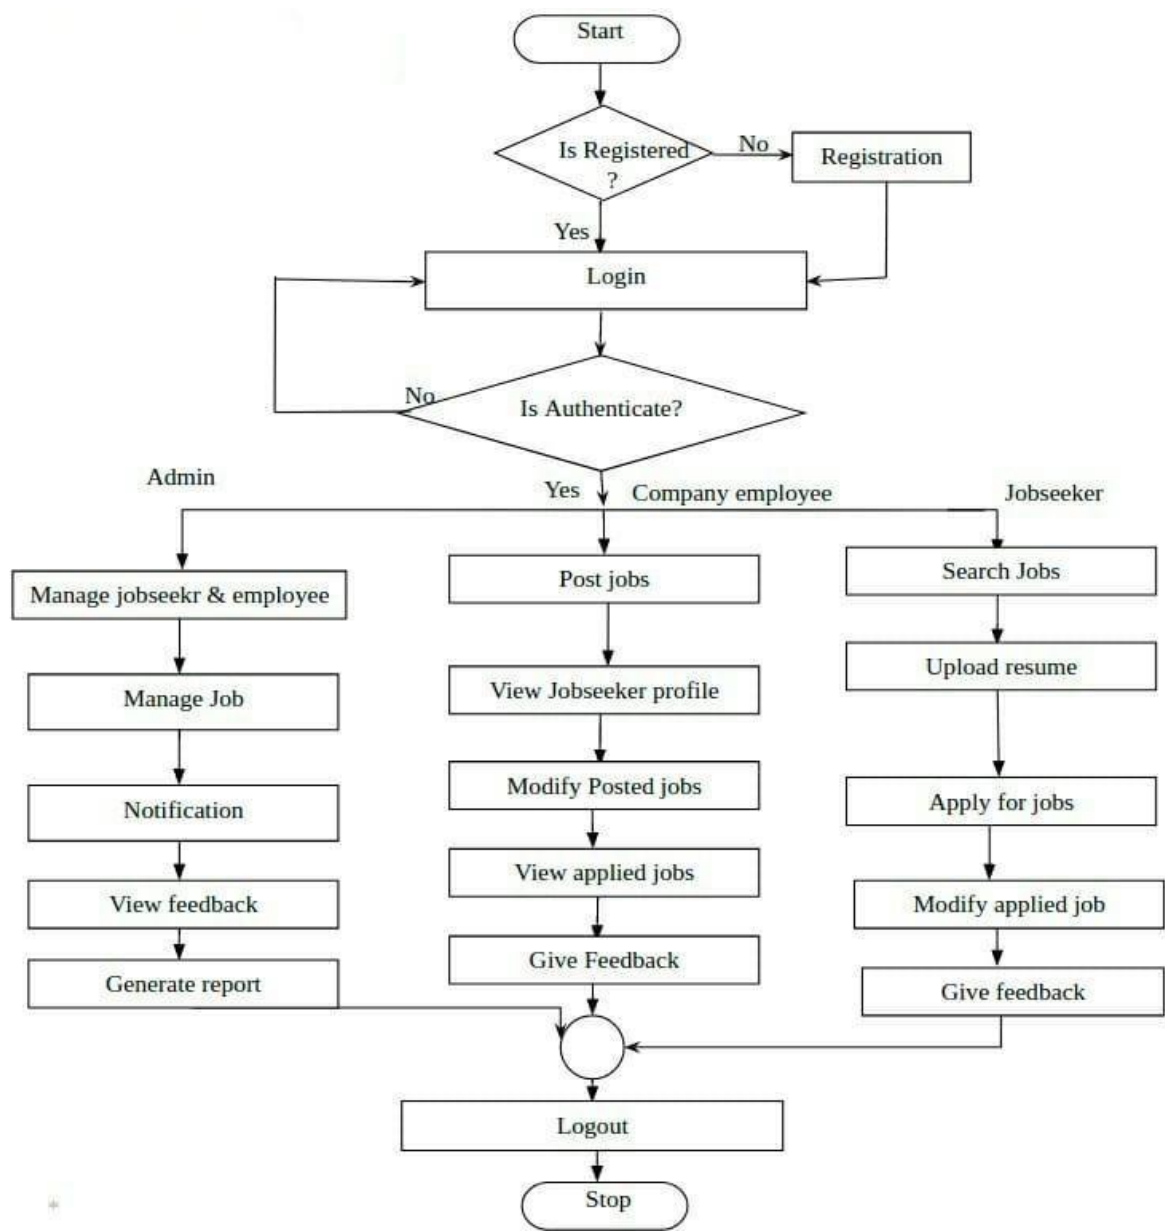 Start
Is Registered
?
No
Registration
Yes
Login
No
Is Authenticate?
Admin
Yes
Company employee
Jobseeker
Manage jobseekr & employee
Manage Job
Notification
View feedback
Generate report
Post jobs
View Jobseeker profile
Modify Posted jobs
View applied jobs
Give Feedback
Search Jobs
Upload resume
Apply for jobs
Modify applied job
Give feedback
Logout
Stop
*